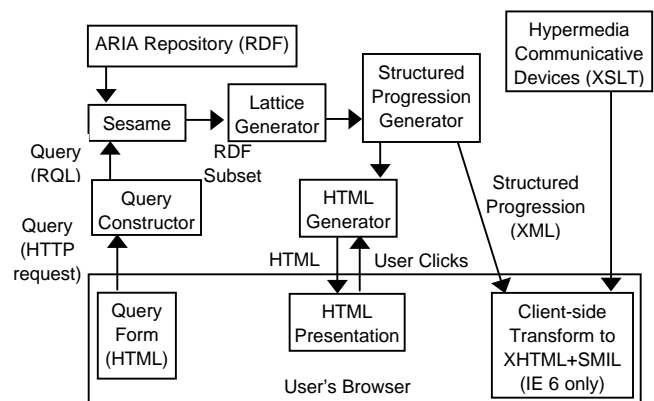 ARIA Repository (RDF)
Hypermedia
Communicative
Devices (XSLT)
Structured
Progression
Generator
Lattice
Generator
Sesame
Query
(RQL)
RDF
Subset
Query
Constructor
HTML
Generator
Structured
Progression
(XML)
Query
(HTTP
request)
HTML
User Clicks
Query
Form
(HTML)
HTML
Presentation
Client-side
Transform to
XHTML+SMIL
(IE 6 only)
User's Browser